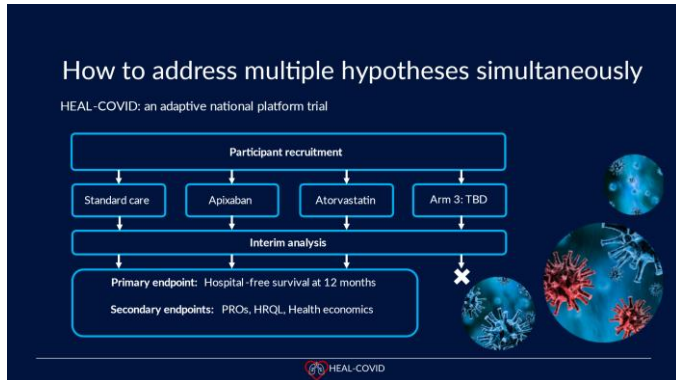 How to address multiple hypotheses simultaneously
HEAL-COVID: an adaptive national platform trial
Participant recruitment
Standard care
Apixaban
Atorvastatin
Arm 3: TBD
Interim analysis
Primary endpoint: Hospital-free survival at 12 months
Secondary endpoints: PROs, HRQL, Health economics
HEAL-COVID